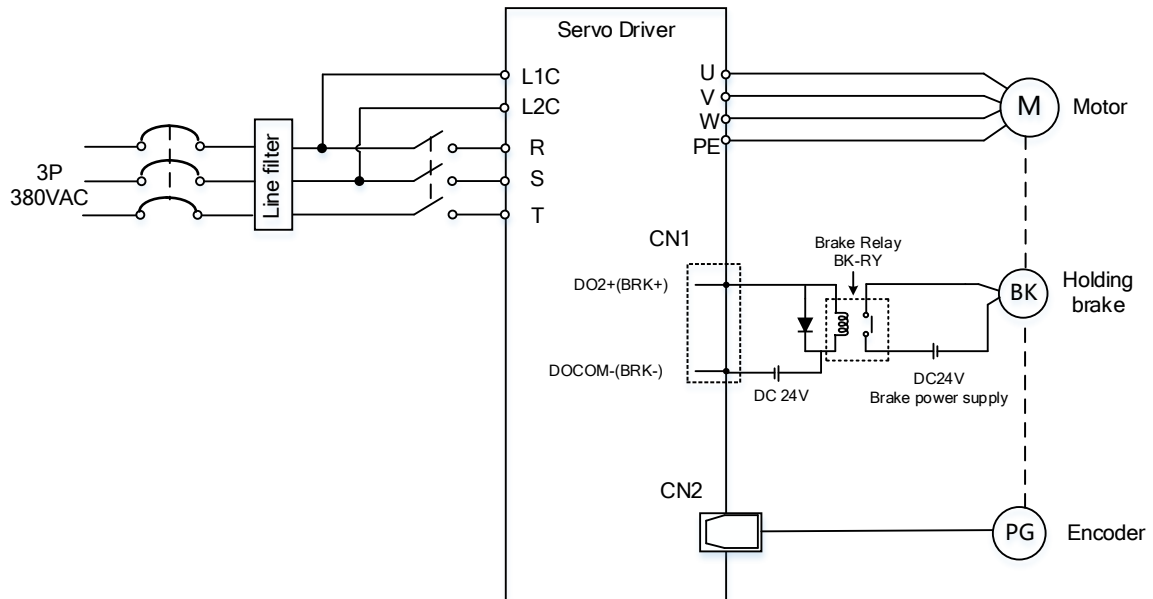 Servo Driver
L1C
L2C
R
S
T
3P
380VAC
Line filter
U
V
W
PE
M
Motor
CN1
DO2+(BRK+)
DOCOM-(BRK-)
Brake Relay
BK-RY
DC 24V
DC24V
Brake power supply
BK
Holding
brake
CN2
PG
Encoder